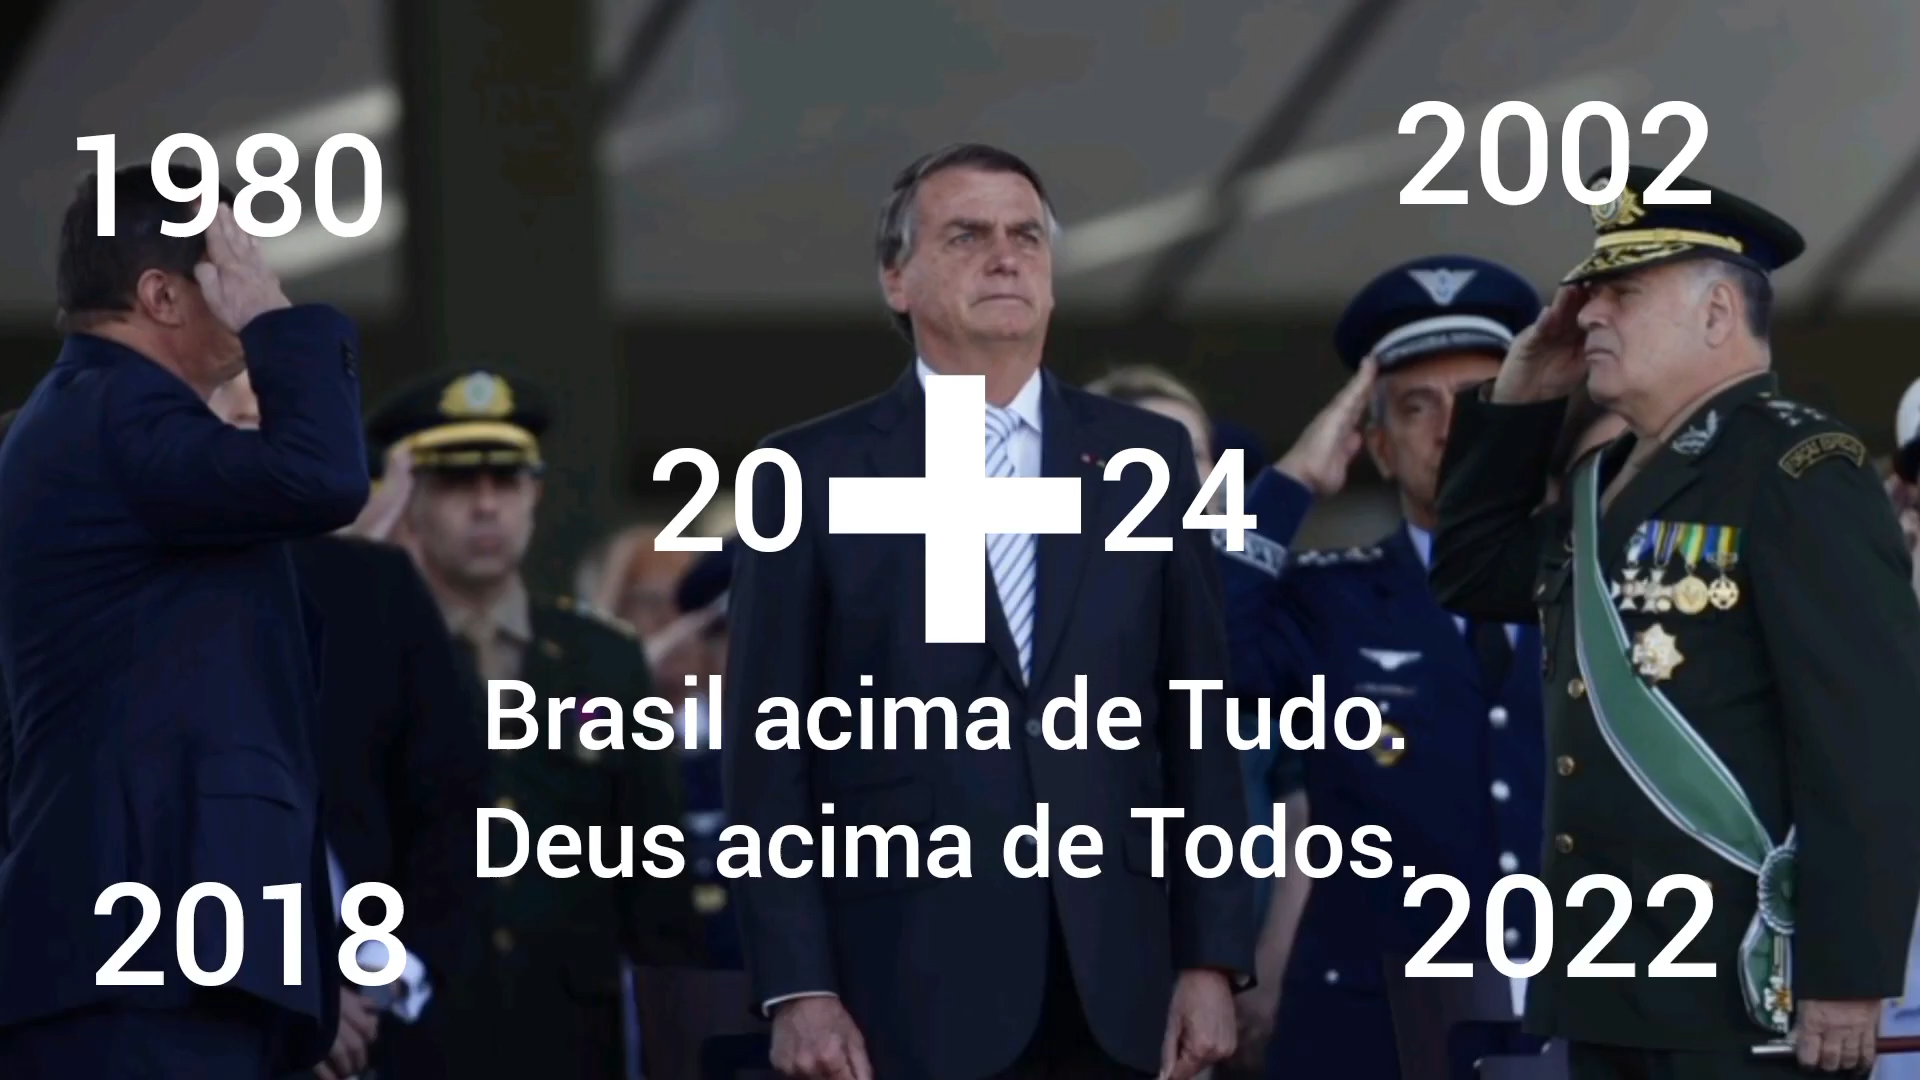 1980
2002
20 24
Brasil acima de Tudo.
Deus acima de Todos.
2018
2022